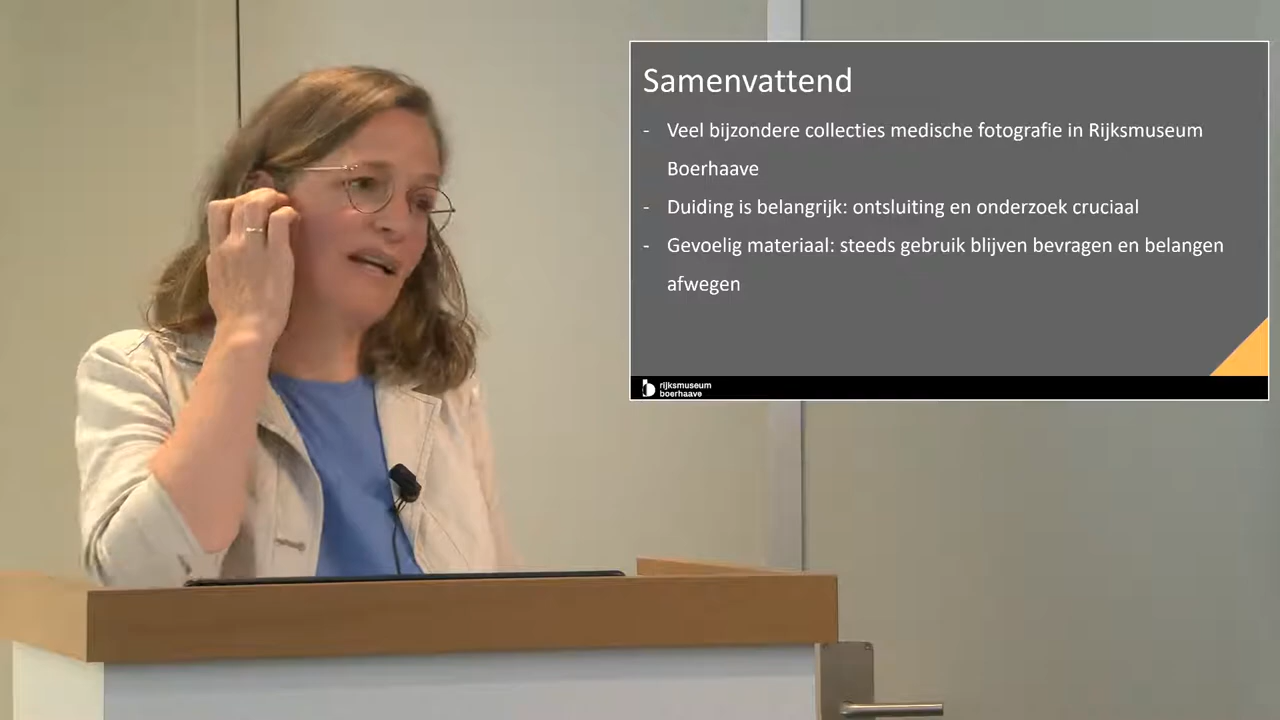 Samenvattend
- Veel bijzondere collecties medische fotografie in Rijksmuseum
Boerhaave
- Duiding is belangrijk: ontsluiting en onderzoek cruciaal
- Gevoelig materiaal: steeds gebruik blijven bevragen en belangen
afwegen
rijksmuseum
boerhaave